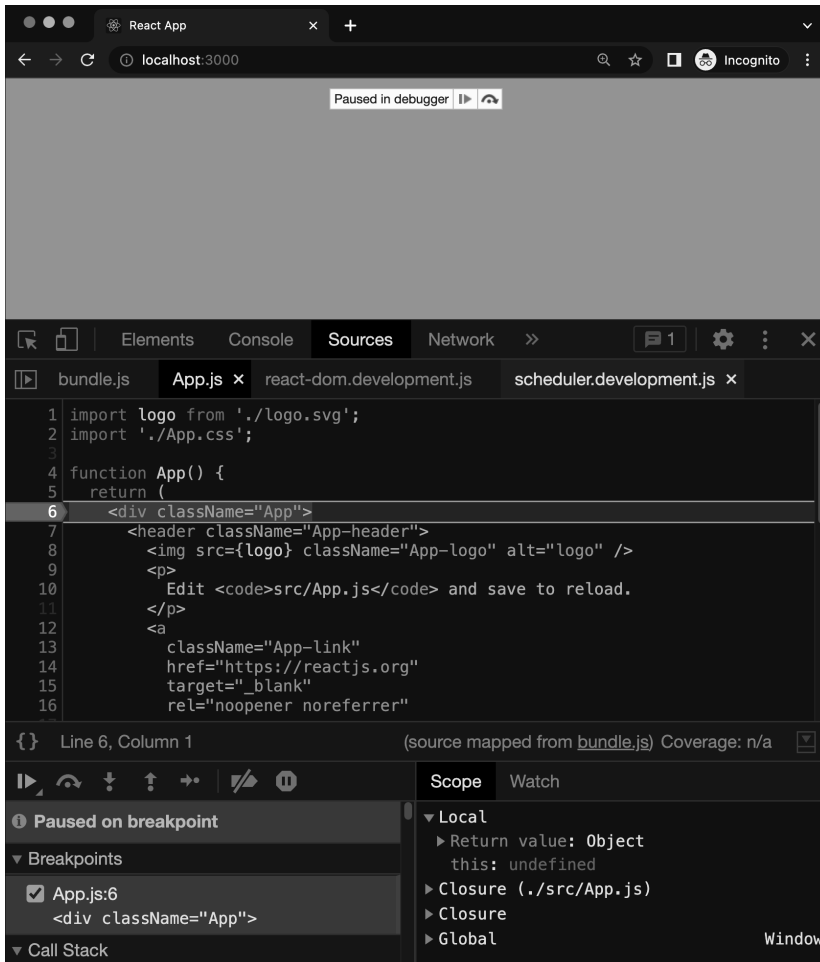 React App
localhost:3000
Incognito
Paused in debugger
Elements Console Sources Network 1
bundle.js App.js react-dom.development.js scheduler.development.js
1 import logo from './logo.svg';
2 import './App.css';
3
4 function App() {
5 return (
6 <div className="App">
7 <header className="App-header">
8 <img src={logo} className="App-logo" alt="logo" />
9 <p>
10 Edit <code>src/App.js</code> and save to reload.
11 </p>
12 <a
13 className="App-link"
14 href="https://reactjs.org"
15 target="_blank"
16 rel="noopener noreferrer"
{} Line 6, Column 1 (source mapped from bundle.js) Coverage: n/a
Scope Watch
Paused on breakpoint
Breakpoints
App.js:6
<div className="App">
Call Stack
Local
Return value: Object
this: undefined
Closure (./src/App.js)
Closure
Global Window